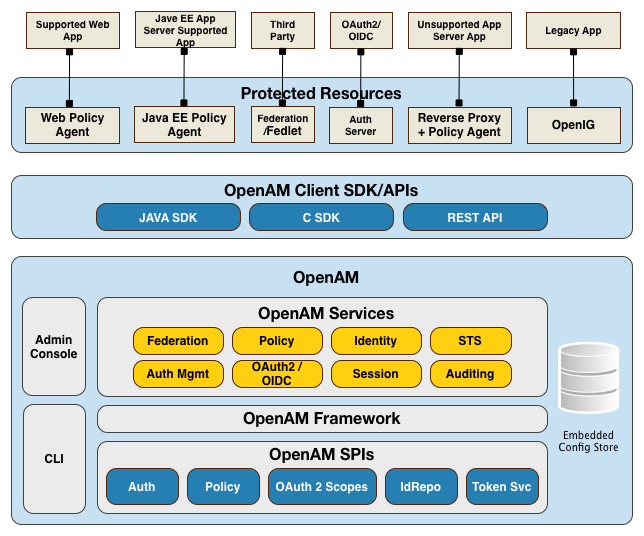 Supported Web
App
Jave EE App
Server Supported
App
Third
Party
OAuth2/
OIDC
Unsupported App
Server App
Legacy App
Protected Resources
Web Policy
Agent
Java EE Policy
Agent
Federation
/Fedlet
Auth
Server
Reverse Proxy
+ Policy Agent
OpenIG
OpenAM Client SDK/APIs
JAVA SDK
C SDK
REST API
OpenAM
Admin
Console
CLI
OpenAM Services
Federation
Policy
Identity
STS
Auth Mgmt
OAuth2 /
OIDC
Session
Auditing
OpenAM Framework
OpenAM SPIs
Auth
Policy
OAuth 2 Scopes
IdRepo
Token Svc
Embedded
Config Store